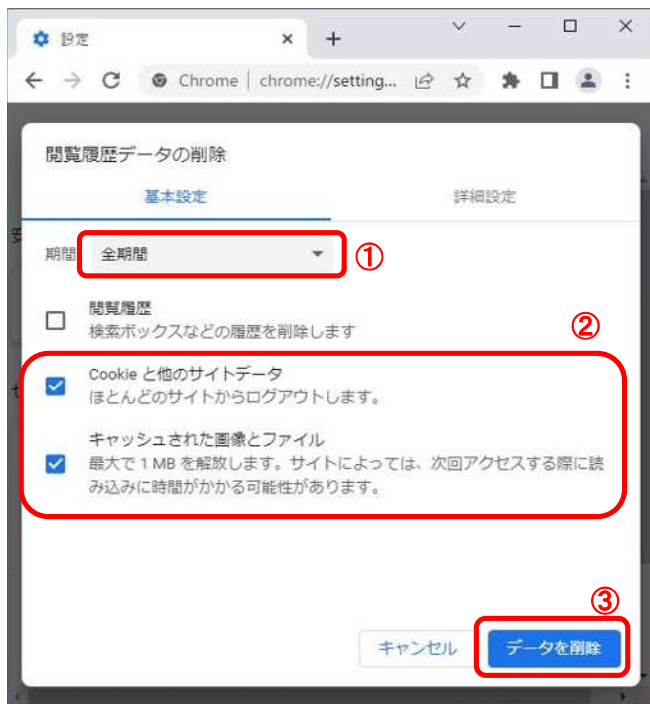 設定
Chrome | chrome://setting...
閲覧履歴データの削除
基本設定 詳細設定
期間 全期間 ①
閲覧履歴
検索ボックスなどの履歴を削除します
②
Cookie と他のサイトデータ
ほとんどのサイトからログアウトします。
キャッシュされた画像とファイル
最大で 1 MB を解放します。サイトによっては、次回アクセスする際に読
み込みに時間がかかる可能性があります。
③
キャンセル データを削除